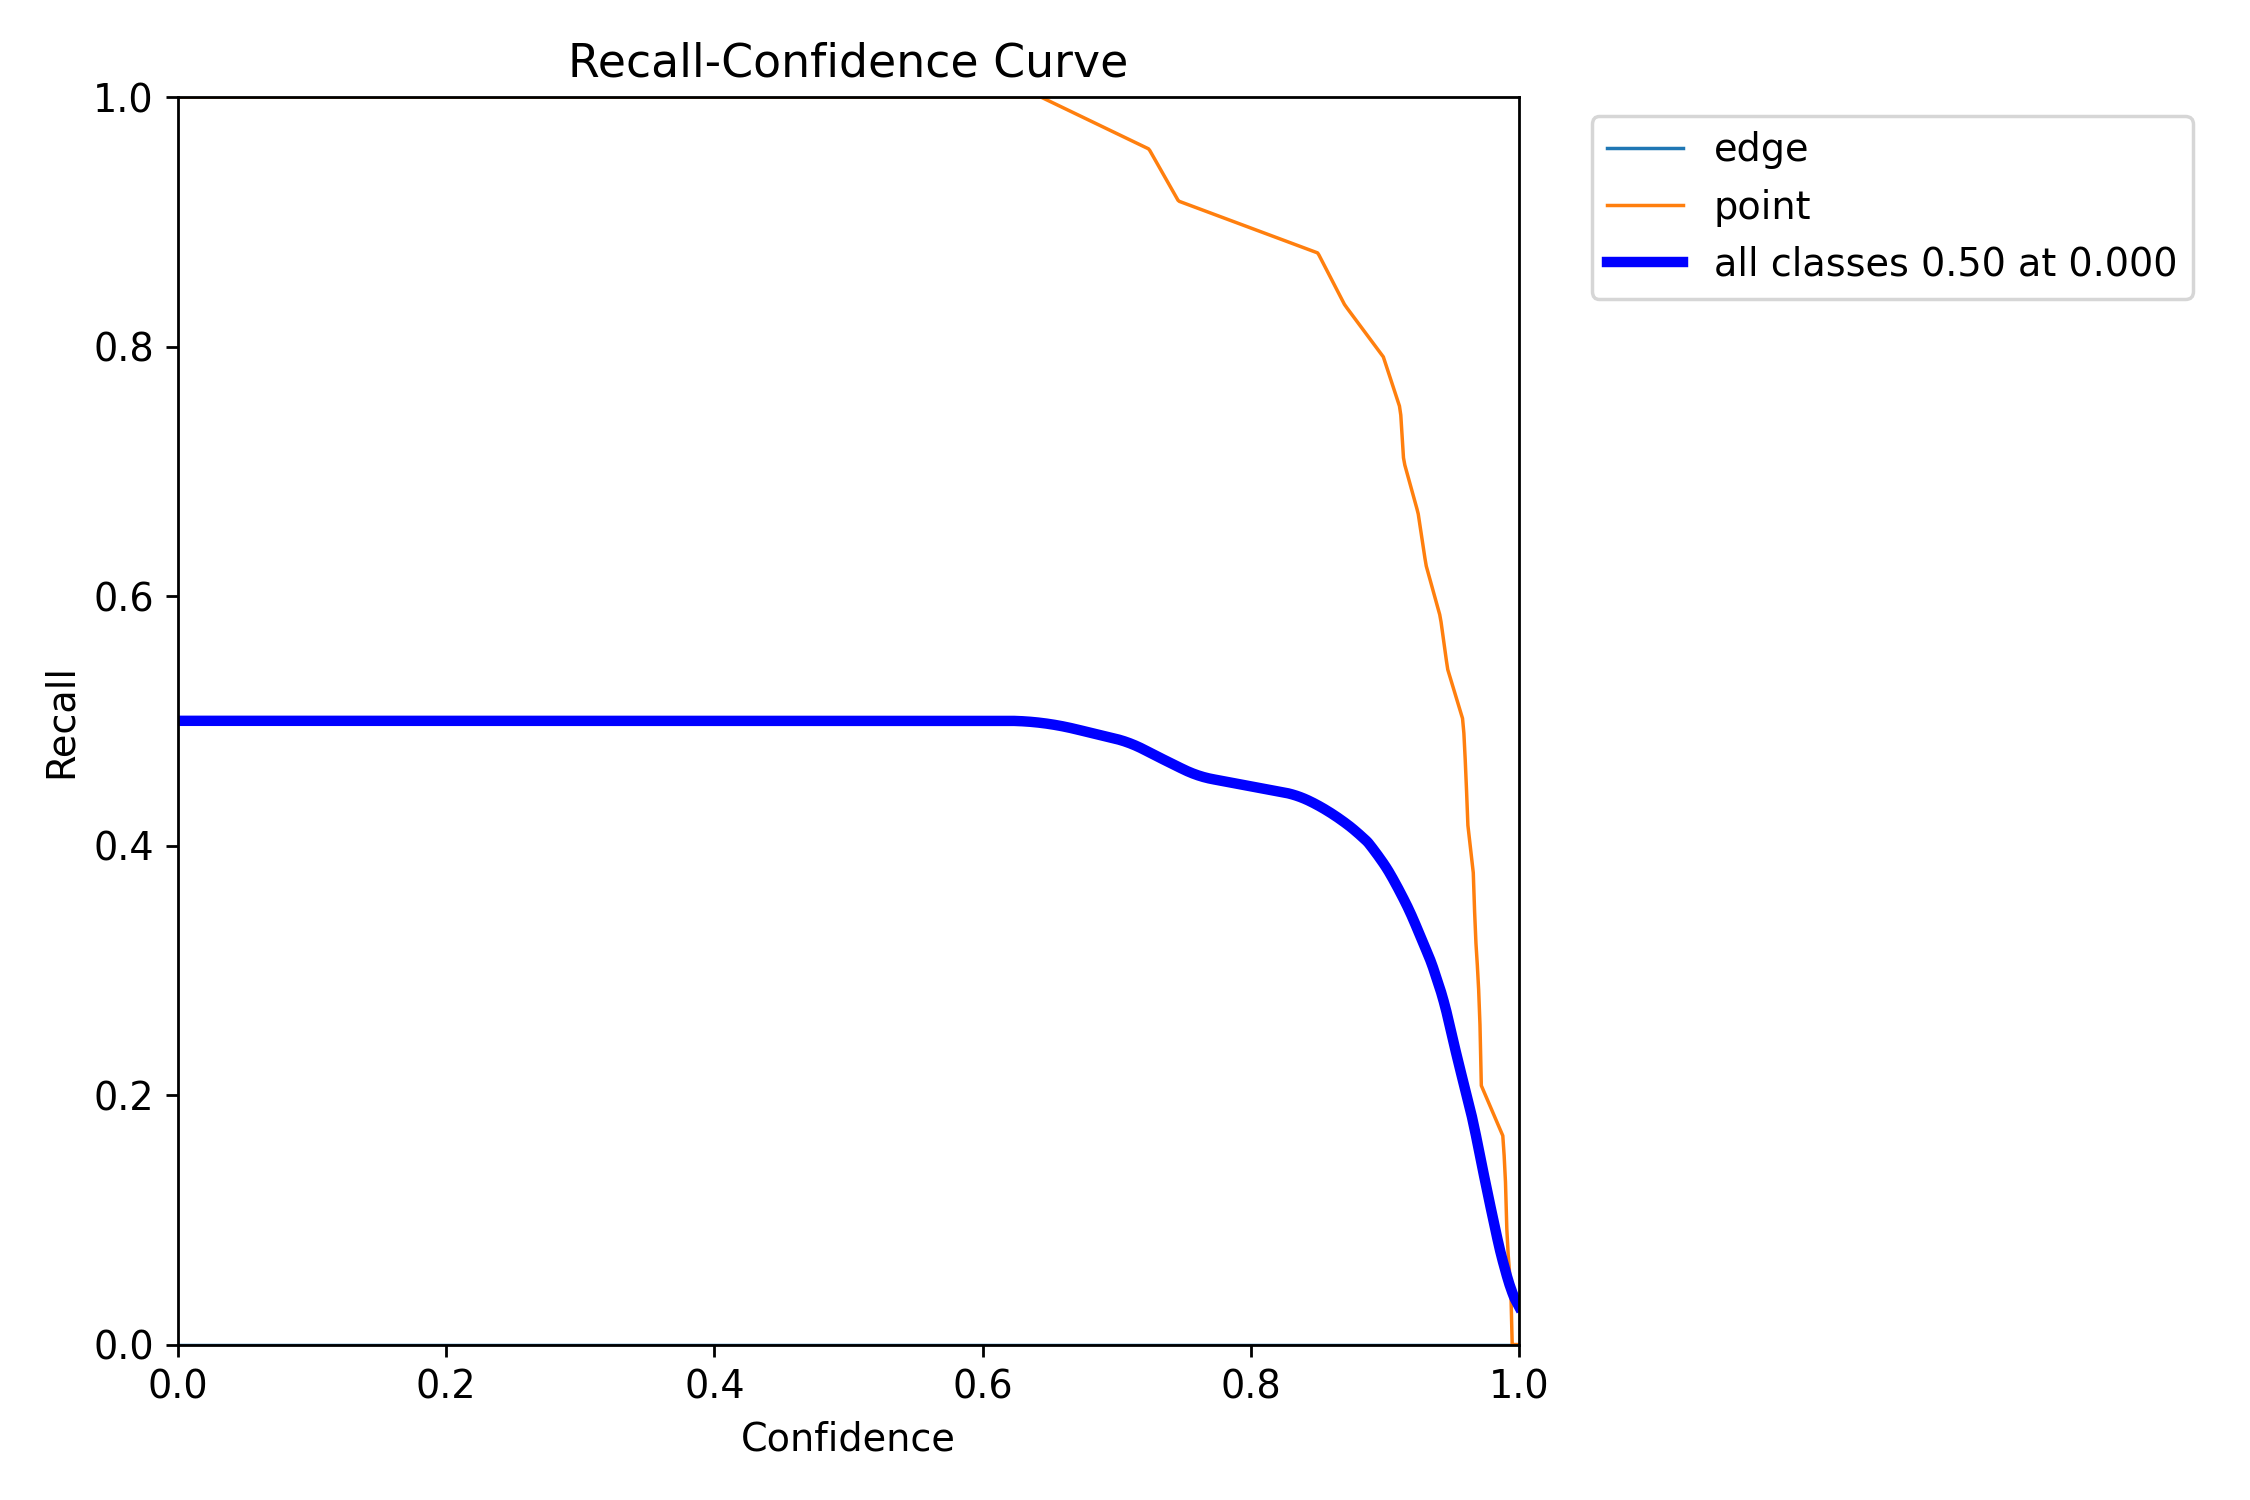 Recall-Confidence Curve
1.0
0.8
0.6
0.4
0.2
0.0
Recall
0.0 0.2 0.4 0.6 0.8 1.0
Confidence
edge
point
all classes 0.50 at 0.000